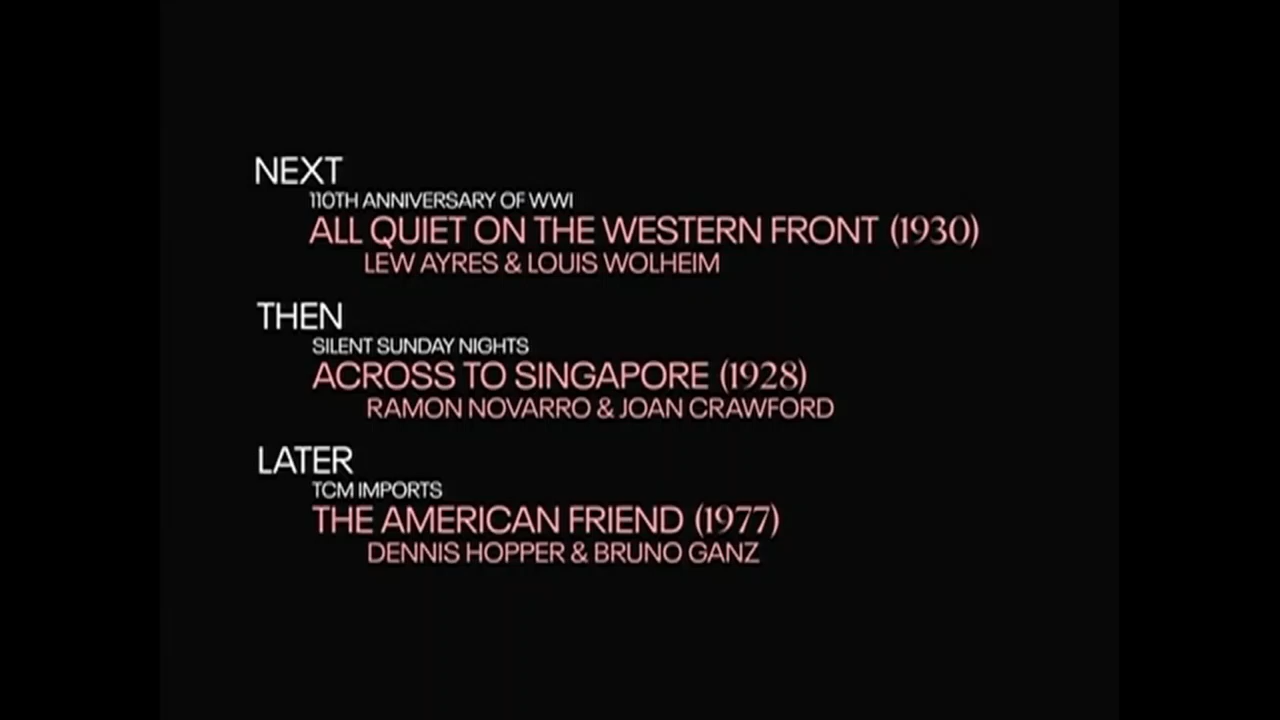 NEXT
110TH ANNIVERSARY OF WWI
ALL QUIET ON THE WESTERN FRONT (1930)
LEW AYRES & LOUIS WOLHEIM
THEN
SILENT SUNDAY NIGHTS
ACROSS TO SINGAPORE (1928)
RAMON NOVARRO & JOAN CRAWFORD
LATER
TCM IMPORTS
THE AMERICAN FRIEND (1977)
DENNIS HOPPER & BRUNO GANZ